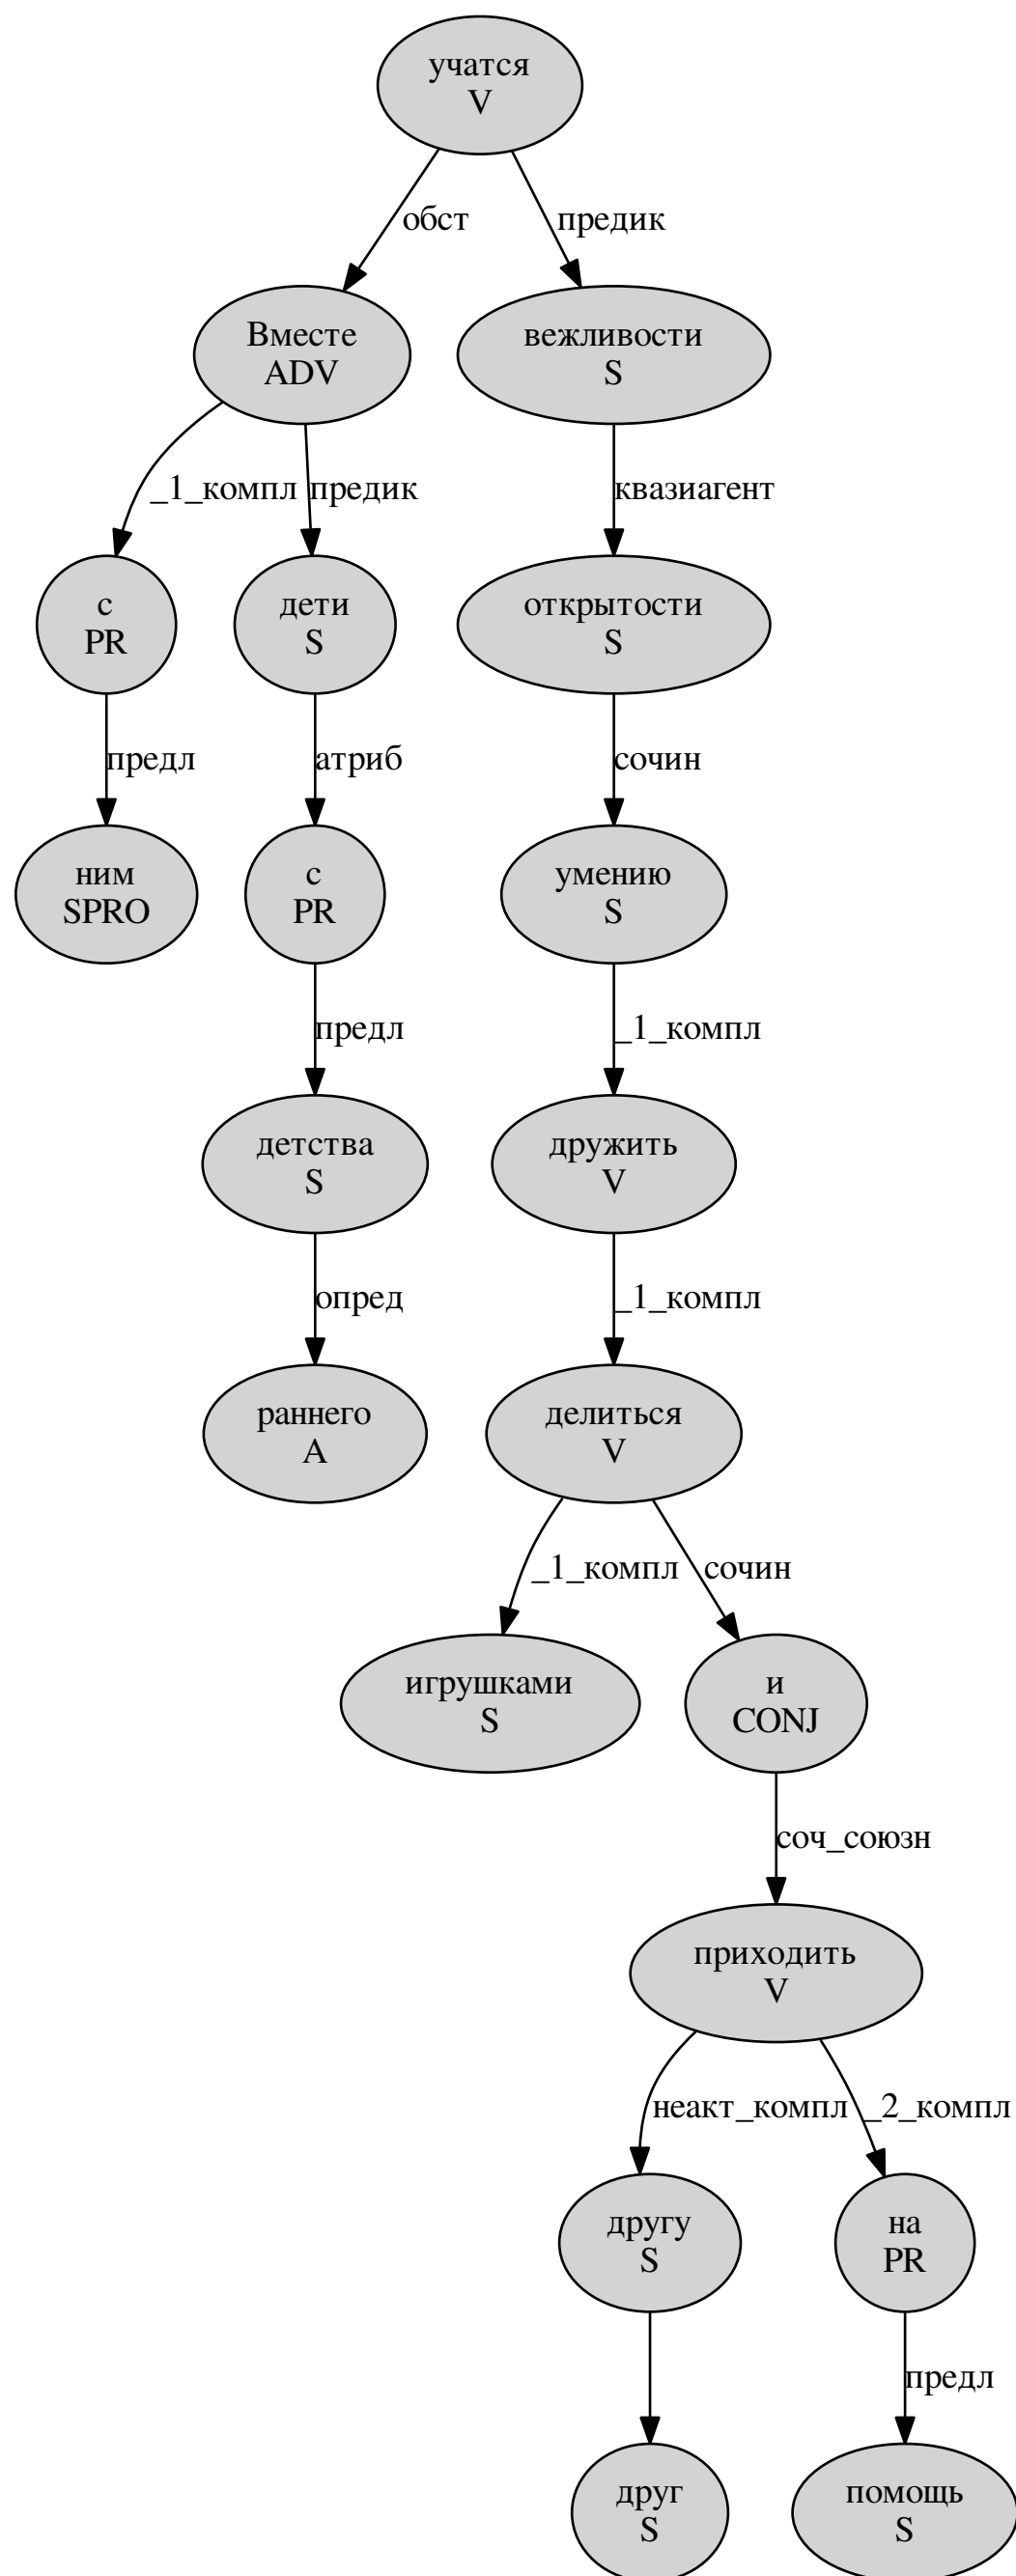 учатся
V
обст
предик
Вместе
ADV
вежливости
S
_1_компл
предик
квазиагент
с
PR
дети
S
открытости
S
предл
атриб
сочин
ним
SPRO
с
PR
умению
S
предл
_1_компл
детства
S
дружить
V
опред
_1_компл
раннего
A
делиться
V
_1_компл
сочин
игрушками
S
и
CONJ
соч_союзн
приходить
V
неакт_компл
_2_компл
другу
S
на
PR
предл
друг
S
помощь
S